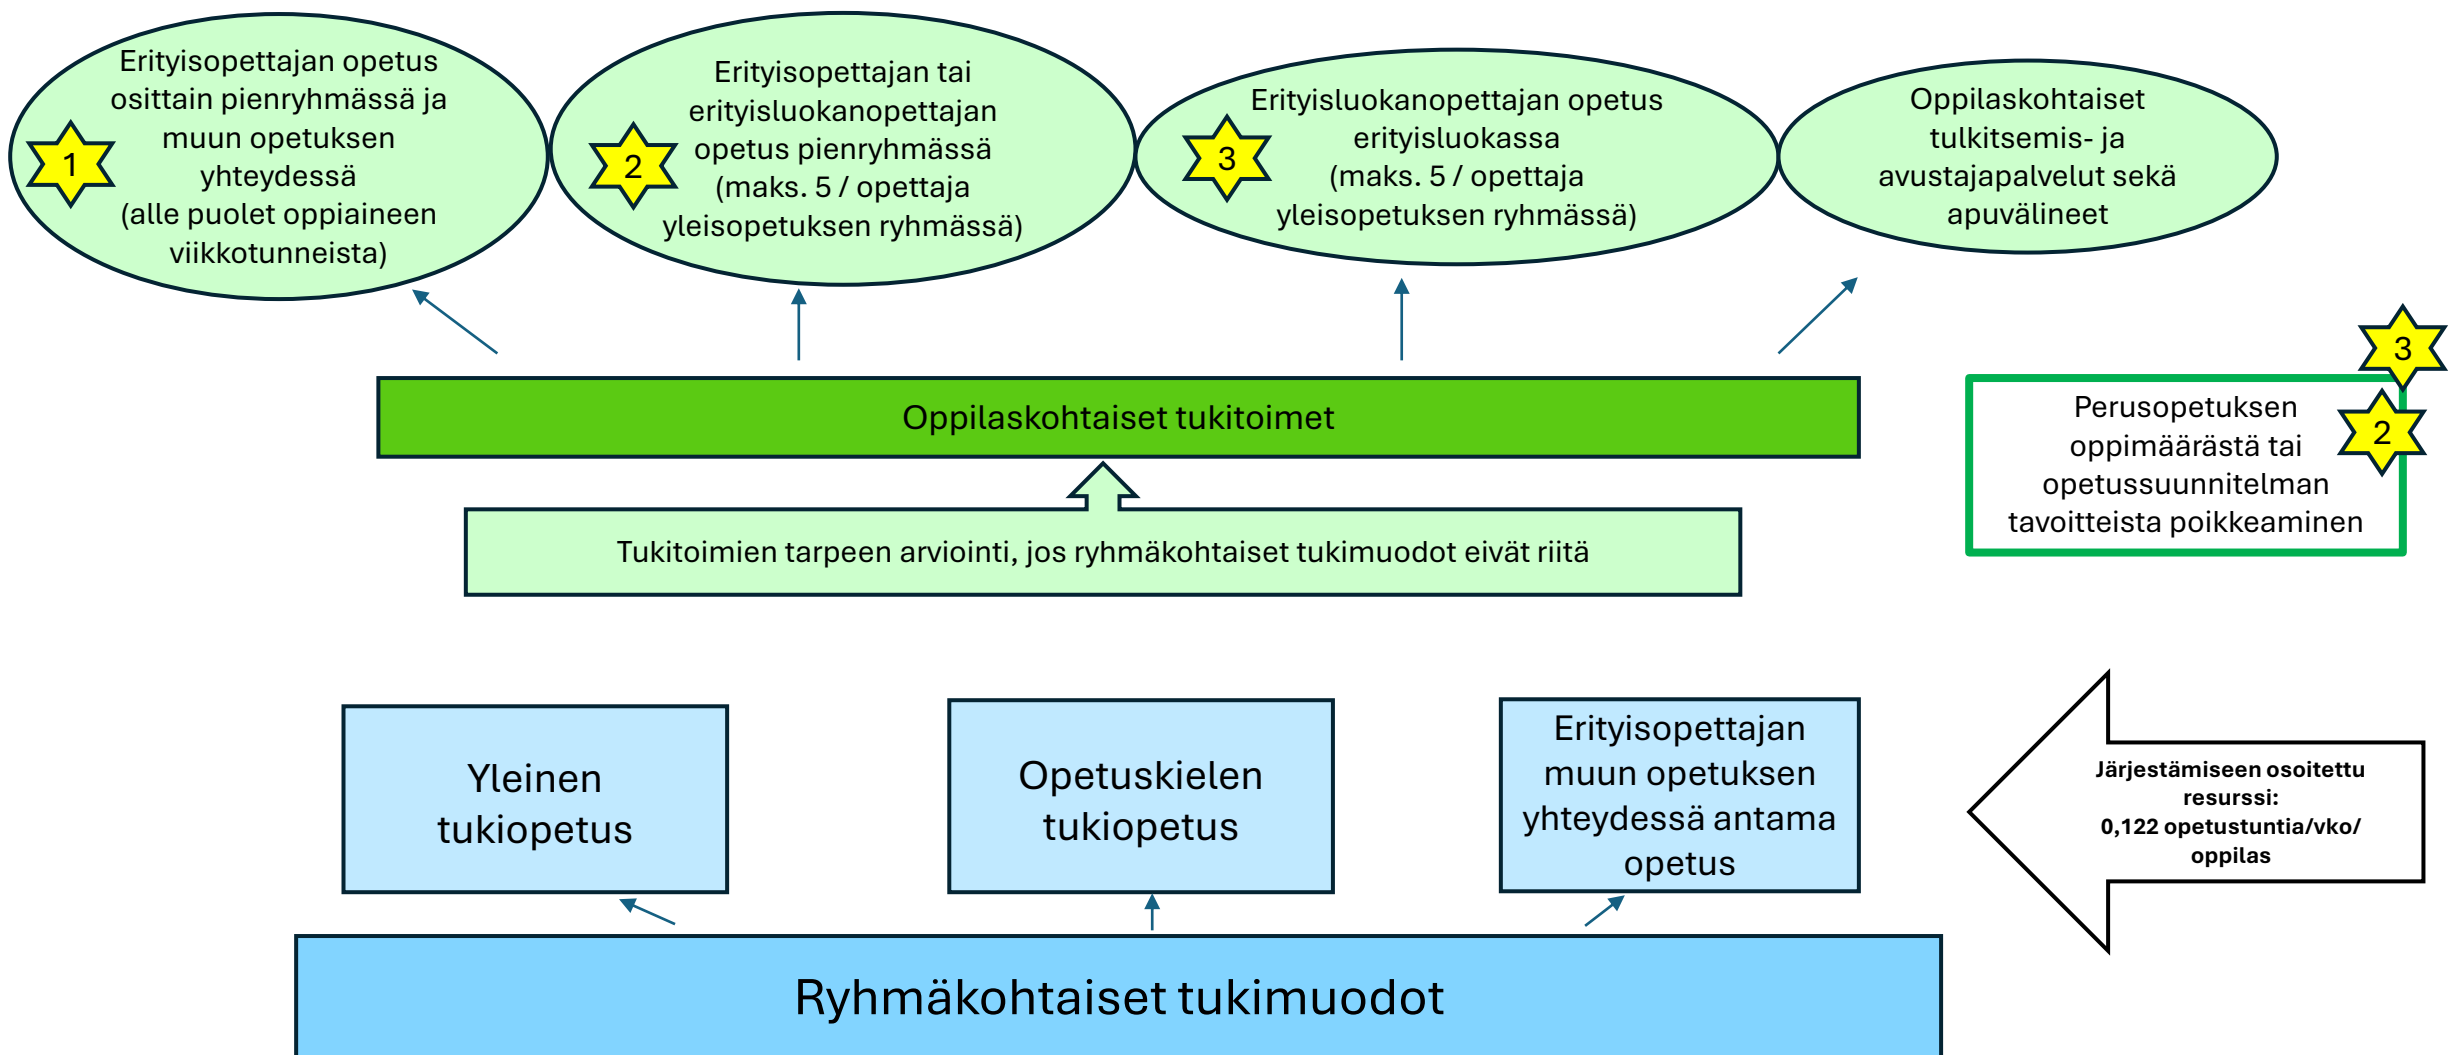 Erityisopettajan opetus
osittain pienryhmässä ja
muun opetuksen
yhteydessä
(alle puolet oppiaineen
viikkotunneista)
1
Erityisopettajan tai
erityisluokanopettajan
opetus pienryhmässä
(maks. 5 / opettaja
yleisopetuksen ryhmässä)
2
Erityisluokanopettajan opetus
erityisluokassa
(maks. 5 / opettaja
yleisopetuksen ryhmässä)
3
Oppilaskohtaiset
tulkitsemis- ja
avustajapalvelut sekä
apuvälineet
Oppilaskohtaiset tukitoimet
3
2
Perusopetuksen
oppimäärästä tai
opetussuunnitelman
tavoitteista poikkeaminen
Tukitoimien tarpeen arviointi, jos ryhmäkohtaiset tukimuodot eivät riitä
Yleinen
tukiopetus
Opetuskielen
tukiopetus
Erityisopettajan
muun opetuksen
yhteydessä antama
opetus
Järjestämiseen osoitettu
resurssi:
0,122 opetustuntia/vko/
oppilas
Ryhmäkohtaiset tukimuodot